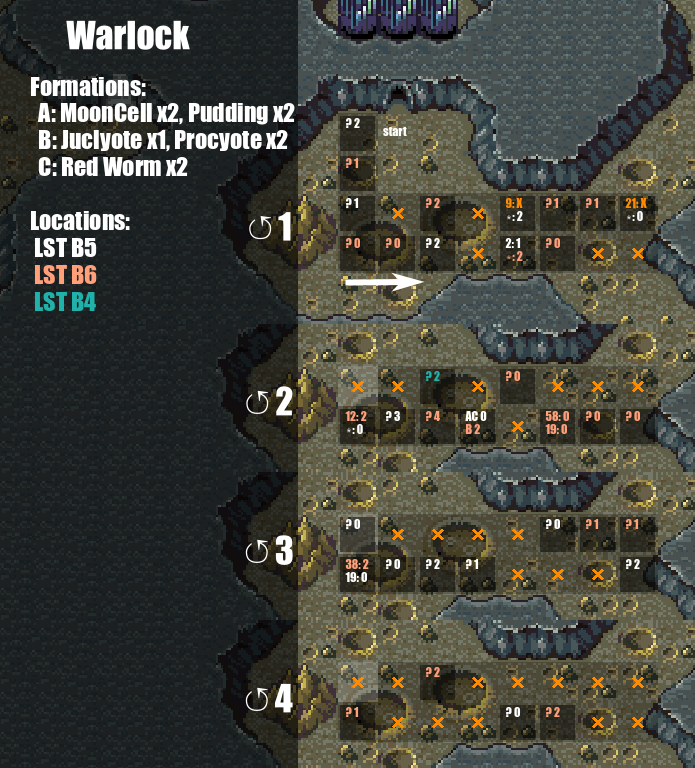 Warlock
Formations:
A: MoonCell x2, Pudding x2
B: Juclyote x1, Procyote x2
C: Red Worm x2
Locations:
LST B5
LST B6
LST B4
?2
start
?1
1
?1 × ?2 × 9:X ?1 ?1 21:X
*:2 *:0
?0 ?0 ?2 × 2:1 ?0 × ×
-:2
2
× × ?2 × ?0 × × ×
12:2 ?3 ?4 AC 0 × 58:0 ?0 ?0
*:0 B 2 19:0
3
?0 × × × × ?0 ?1 ?1
38:2 ?0 ?2 ?1 × × × ?2
19:0
4
× × ?2 × × × × ×
?1 × × × ?0 ?2 × ×